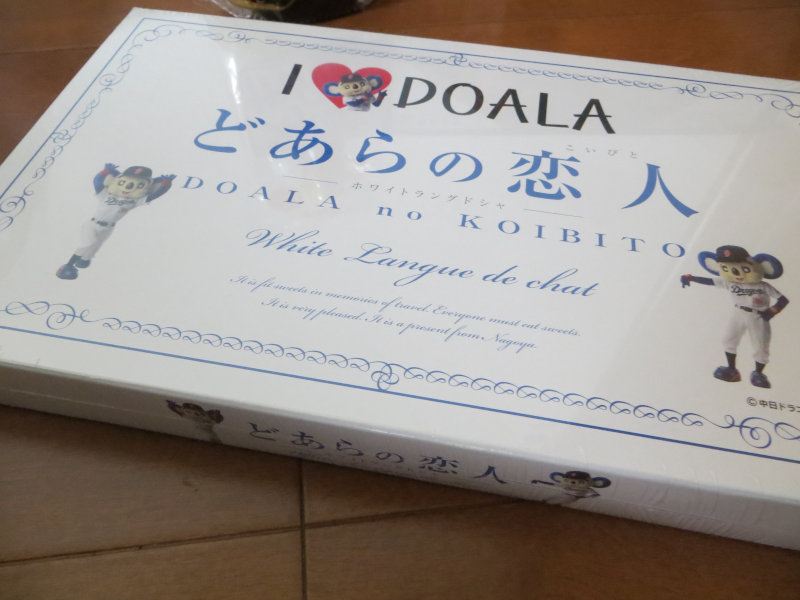 I DOALA
こいびと
どあらの恋人
ホワイトラングドシャ
DOALA no KOIBITO
White Langue de chat
It is fit sweets in memories of travel. Everyone must eat sweets.
It is very pleased. It is a present from Nagoya.
Dragons
©中日ドラゴ
どあらの恋人